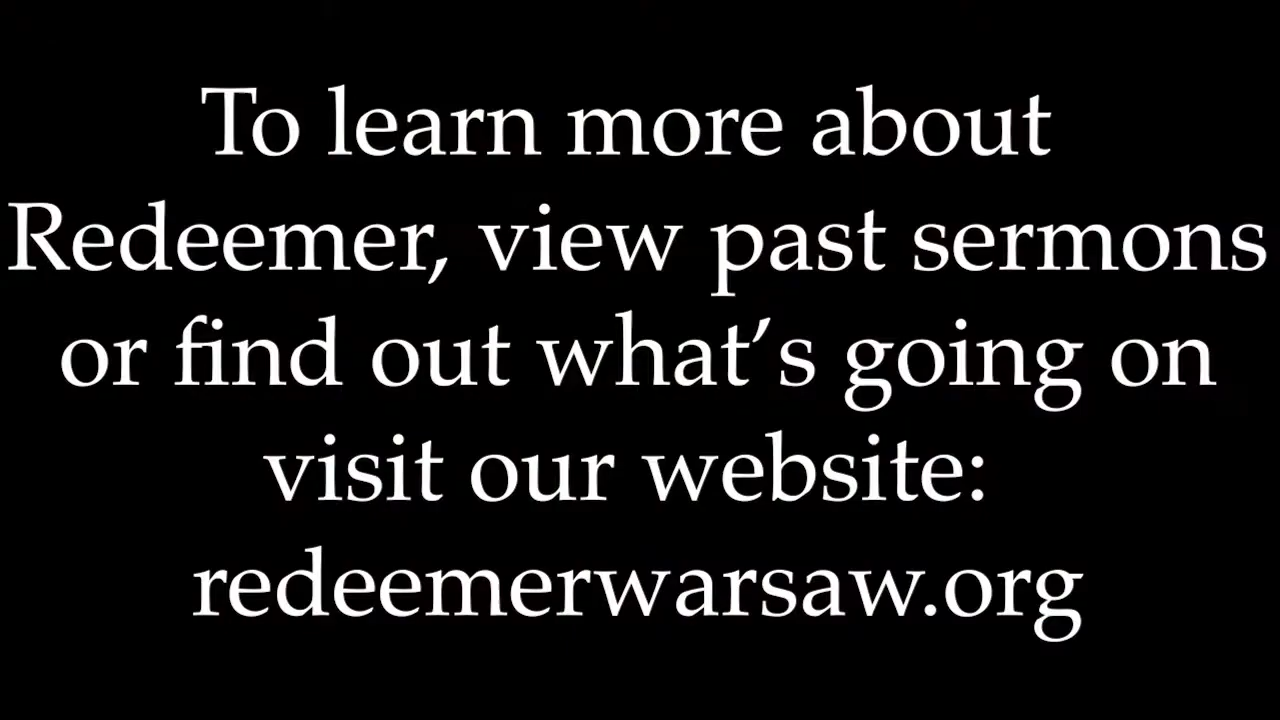 To learn more about
Redeemer, view past sermons
or find out what's going on
visit our website:
redeemerwarsaw.org